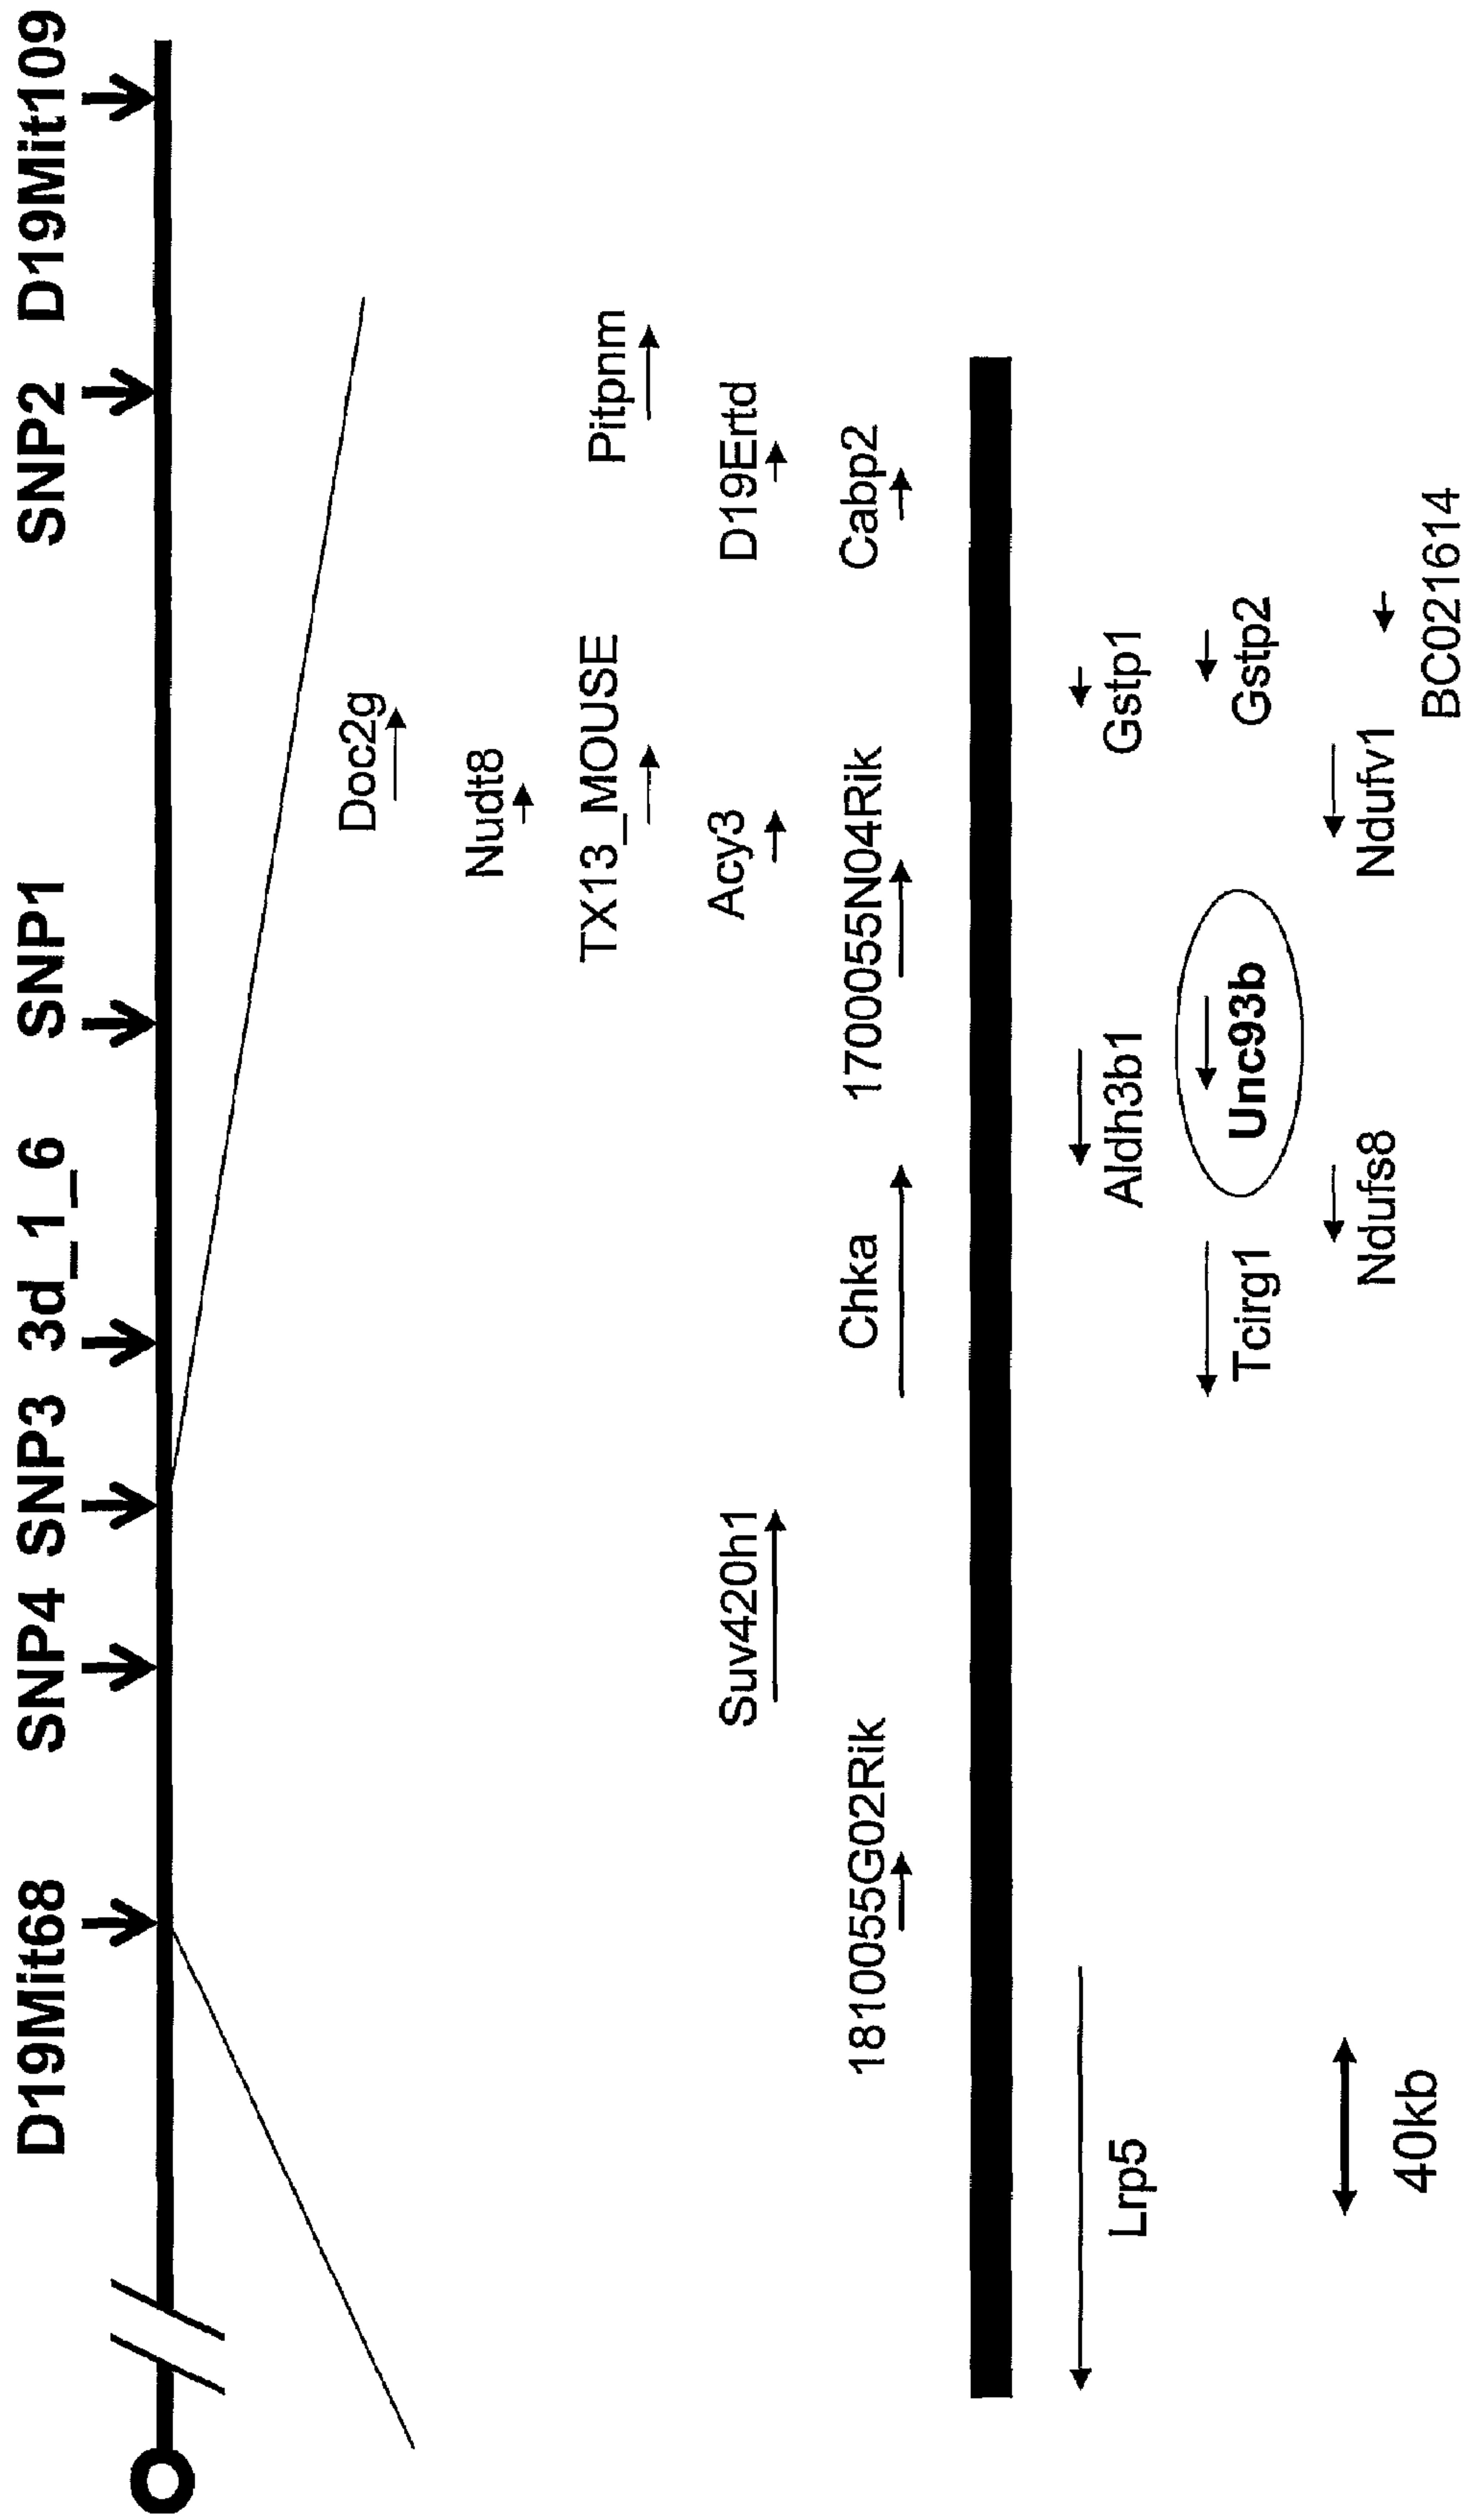 D19Mit68
SNP4
SNP3
3d_1_6
SNP1
SNP2
D19Mit109
Doc2g
Nudt8
TX13_MOUSE
Pitpnm
Suv420h1
Acy3
D19Ertd
1810055G02Rik
Chka
1700055N04Rik
Cabp2
Lrp5
Aldh3b1
Gstp1
Tcirg1
Unc93b
Gstp2
Ndufs8
Ndufv1
40kb
BC021614